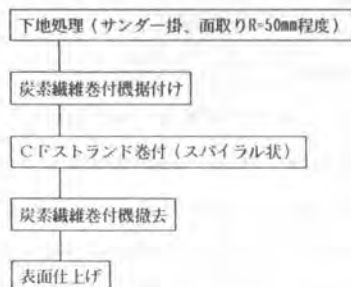 下地処理（サンダー掛、面取りR=50㎜程度）
炭素繊維巻付機据付け
ＣＦストランド巻付（スパイラル状）
炭素繊維巻付機撤去
表面仕上げ